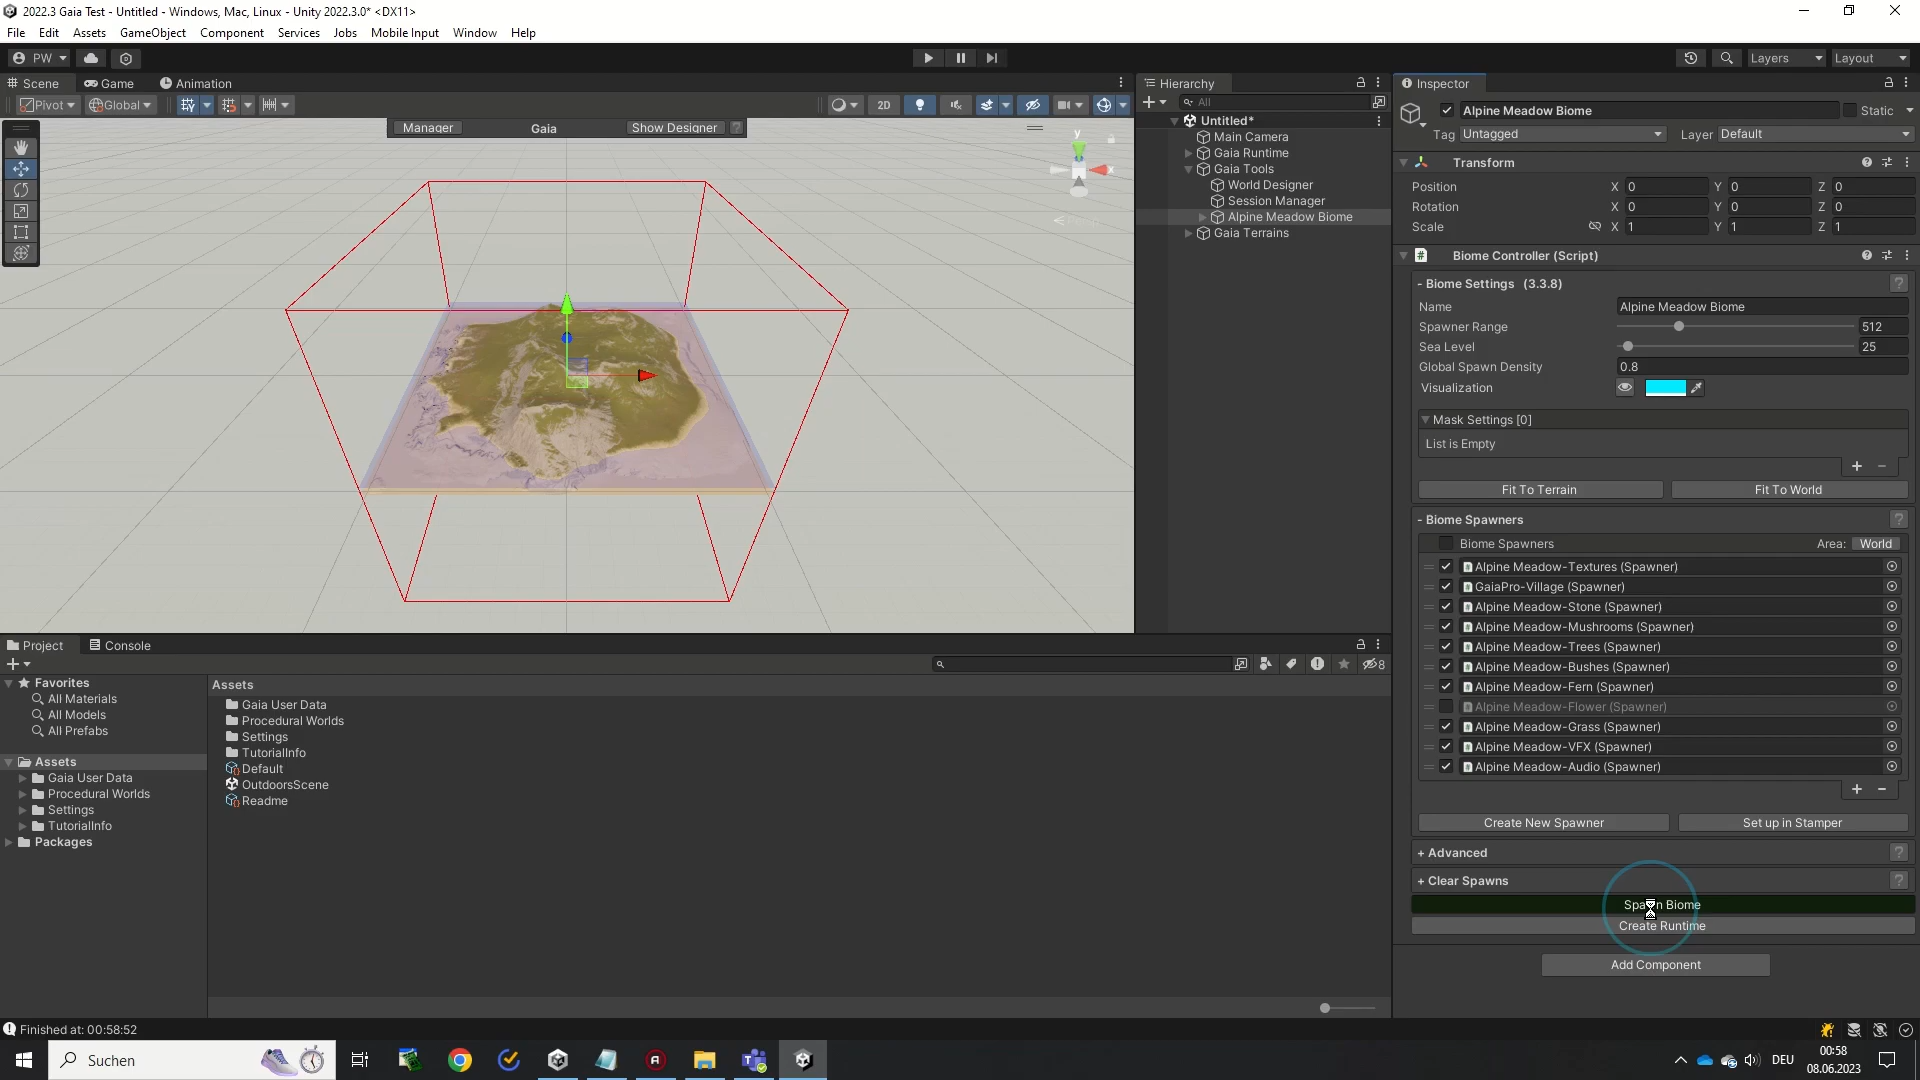 2022.3 Gaia Test - Untitled - Windows, Mac, Linux - Unity 2022.3.0* <DX11>
File Edit Assets GameObject Component Services Jobs Mobile Input Window Help
PW
Layers Layout
Scene Game Animation
Pivot Global 2D
Manager Gaia Show Designer ?
y
x
Hierarchy
All
Untitled*
Main Camera
Gaia Runtime
Gaia Tools
World Designer
Session Manager
Alpine Meadow Biome
Gaia Terrains
Inspector
Alpine Meadow Biome Static
Tag Untagged Layer Default
Transform
Position X 0 Y 0 Z 0
Rotation X 0 Y 0 Z 0
Scale X 1 Y 1 Z 1
Biome Controller (Script)
- Biome Settings (3.3.8) ?
Name Alpine Meadow Biome
Spawner Range 512
Sea Level 25
Global Spawn Density 0.8
Visualization
Mask Settings [0]
List is Empty
+ -
Fit To Terrain Fit To World
- Biome Spawners ?
Biome Spawners Area: World
Alpine Meadow-Textures (Spawner)
GaiaPro-Village (Spawner)
Alpine Meadow-Stone (Spawner)
Alpine Meadow-Mushrooms (Spawner)
Alpine Meadow-Trees (Spawner)
Alpine Meadow-Bushes (Spawner)
Alpine Meadow-Fern (Spawner)
Alpine Meadow-Flower (Spawner)
Alpine Meadow-Grass (Spawner)
Alpine Meadow-VFX (Spawner)
Alpine Meadow-Audio (Spawner)
+ -
Create New Spawner Set up in Stamper
+ Advanced ?
+ Clear Spawns ?
Spawn Biome
Create Runtime
Add Component
Project Console
8
Favorites
All Materials
All Models
All Prefabs
Assets
Gaia User Data
Procedural Worlds
Settings
TutorialInfo
Packages
Assets
Gaia User Data
Procedural Worlds
Settings
TutorialInfo
Default
OutdoorsScene
Readme
Finished at: 00:58:52
Suchen
DEU
00:58
08.06.2023